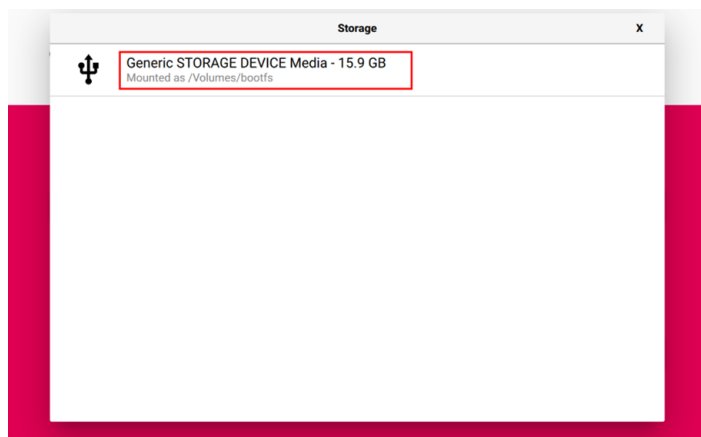 Storage
X
Generic STORAGE DEVICE Media - 15.9 GB
Mounted as /Volumes/bootfs